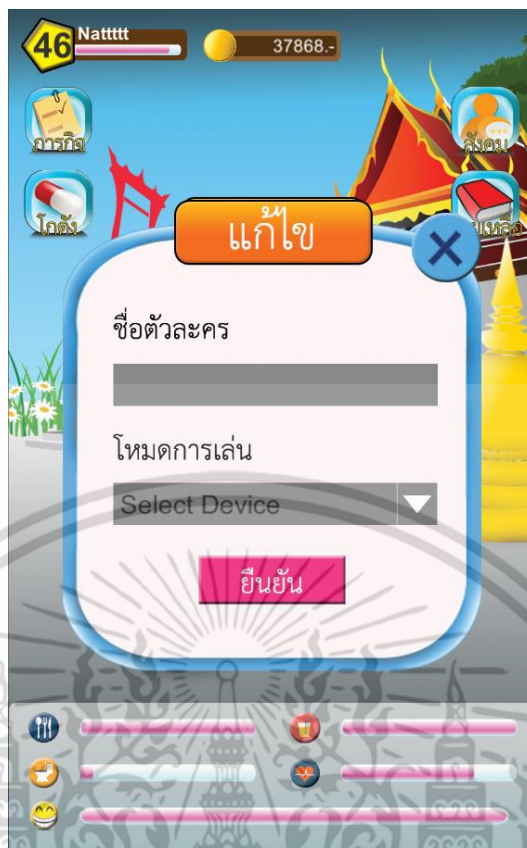 46
Nattttt
37868.-
ภารกิจ
สังคม
โกดัง
แก้ไข
ชื่อตัวละคร
โหมดการเล่น
Select Device
ยืนยัน